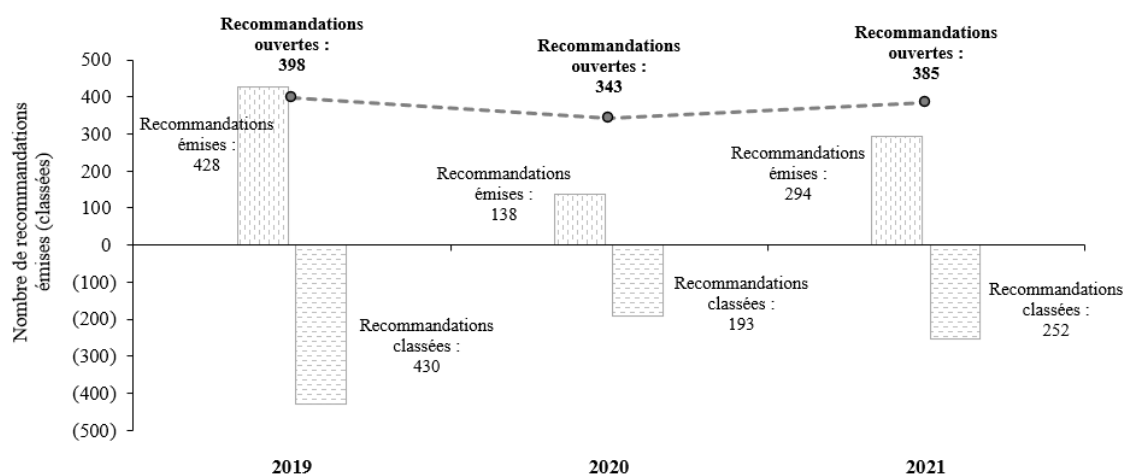 Recommandations
ouvertes :
398
Recommandations
ouvertes :
343
Recommandations
ouvertes :
385
Nombre de recommandations
émises (classées)
500
400
300
200
100
0
(100)
(200)
(300)
(400)
(500)
Recommandations
émises :
428
Recommandations
émises :
138
Recommandations
émises :
294
Recommandations
classées :
430
Recommandations
classées :
193
Recommandations
classées :
252
2019
2020
2021